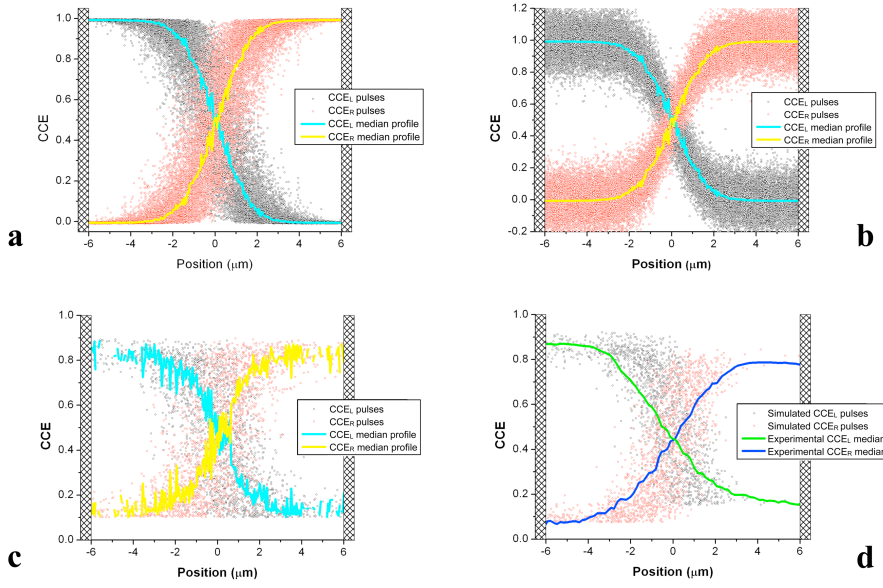 1.0
0.8
0.6
0.4
0.2
0.0
CCE
-6
-4
-2
0
2
4
6
Position (μm)
CCEL pulses
CCER pulses
CCEL median profile
CCER median profile
a
1.2
1.0
0.8
0.6
0.4
0.2
0.0
-0.2
CCE
-6
-4
-2
0
2
4
6
Position (μm)
CCEL pulses
CCER pulses
CCEL median profile
CCER median profile
b
1.0
0.8
0.6
0.4
0.2
0.0
CCE
-6
-4
-2
0
2
4
6
Position (μm)
CCEL pulses
CCER pulses
CCEL median profile
CCER median profile
c
1.0
0.8
0.6
0.4
0.2
0.0
CCE
-6
-4
-2
0
2
4
6
Position (μm)
Simulated CCEL pulses
Simulated CCER pulses
Experimental CCEL median
Experimental CCER median
d